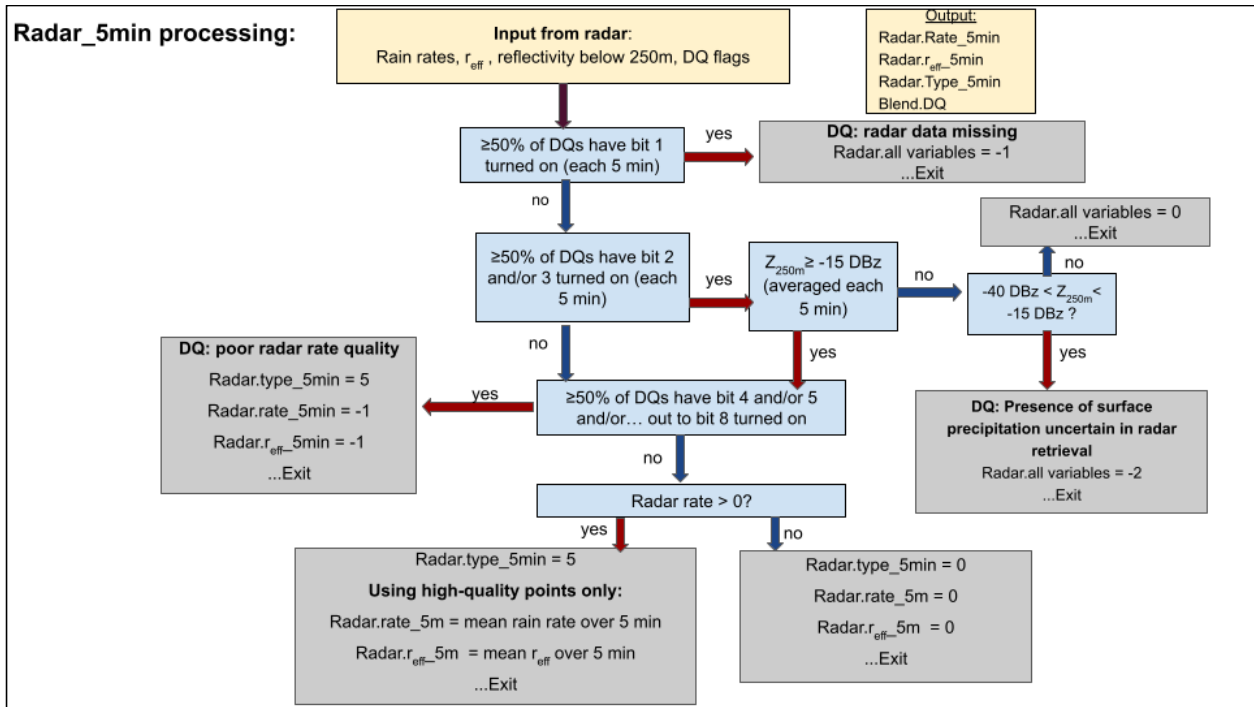 Radar_5min processing:
Input from radar:
Rain rates, r_eff , reflectivity below 250m, DQ flags
Output:
Radar.Rate_5min
Radar.r_eff_5min
Radar.Type_5min
Blend.DQ
≥50% of DQs have bit 1
turned on (each 5 min)
yes
DQ: radar data missing
Radar.all variables = -1
...Exit
no
≥50% of DQs have bit 2
and/or 3 turned on (each
5 min)
yes
Z_250m ≥ -15 DBz
(averaged each
5 min)
no
-40 DBz < Z_250m <
-15 DBz ?
no
Radar.all variables = 0
...Exit
yes
DQ: Presence of surface
precipitation uncertain in radar
retrieval
Radar.all variables = -2
...Exit
no
yes
≥50% of DQs have bit 4 and/or 5
and/or… out to bit 8 turned on
yes
DQ: poor radar rate quality
Radar.type_5min = 5
Radar.rate_5min = -1
Radar.r_eff_5min = -1
...Exit
no
Radar rate > 0?
yes
Radar.type_5min = 5
Using high-quality points only:
Radar.rate_5m = mean rain rate over 5 min
Radar.r_eff_5m = mean r_eff over 5 min
...Exit
no
Radar.type_5min = 0
Radar.rate_5m = 0
Radar.r_eff_5m = 0
...Exit